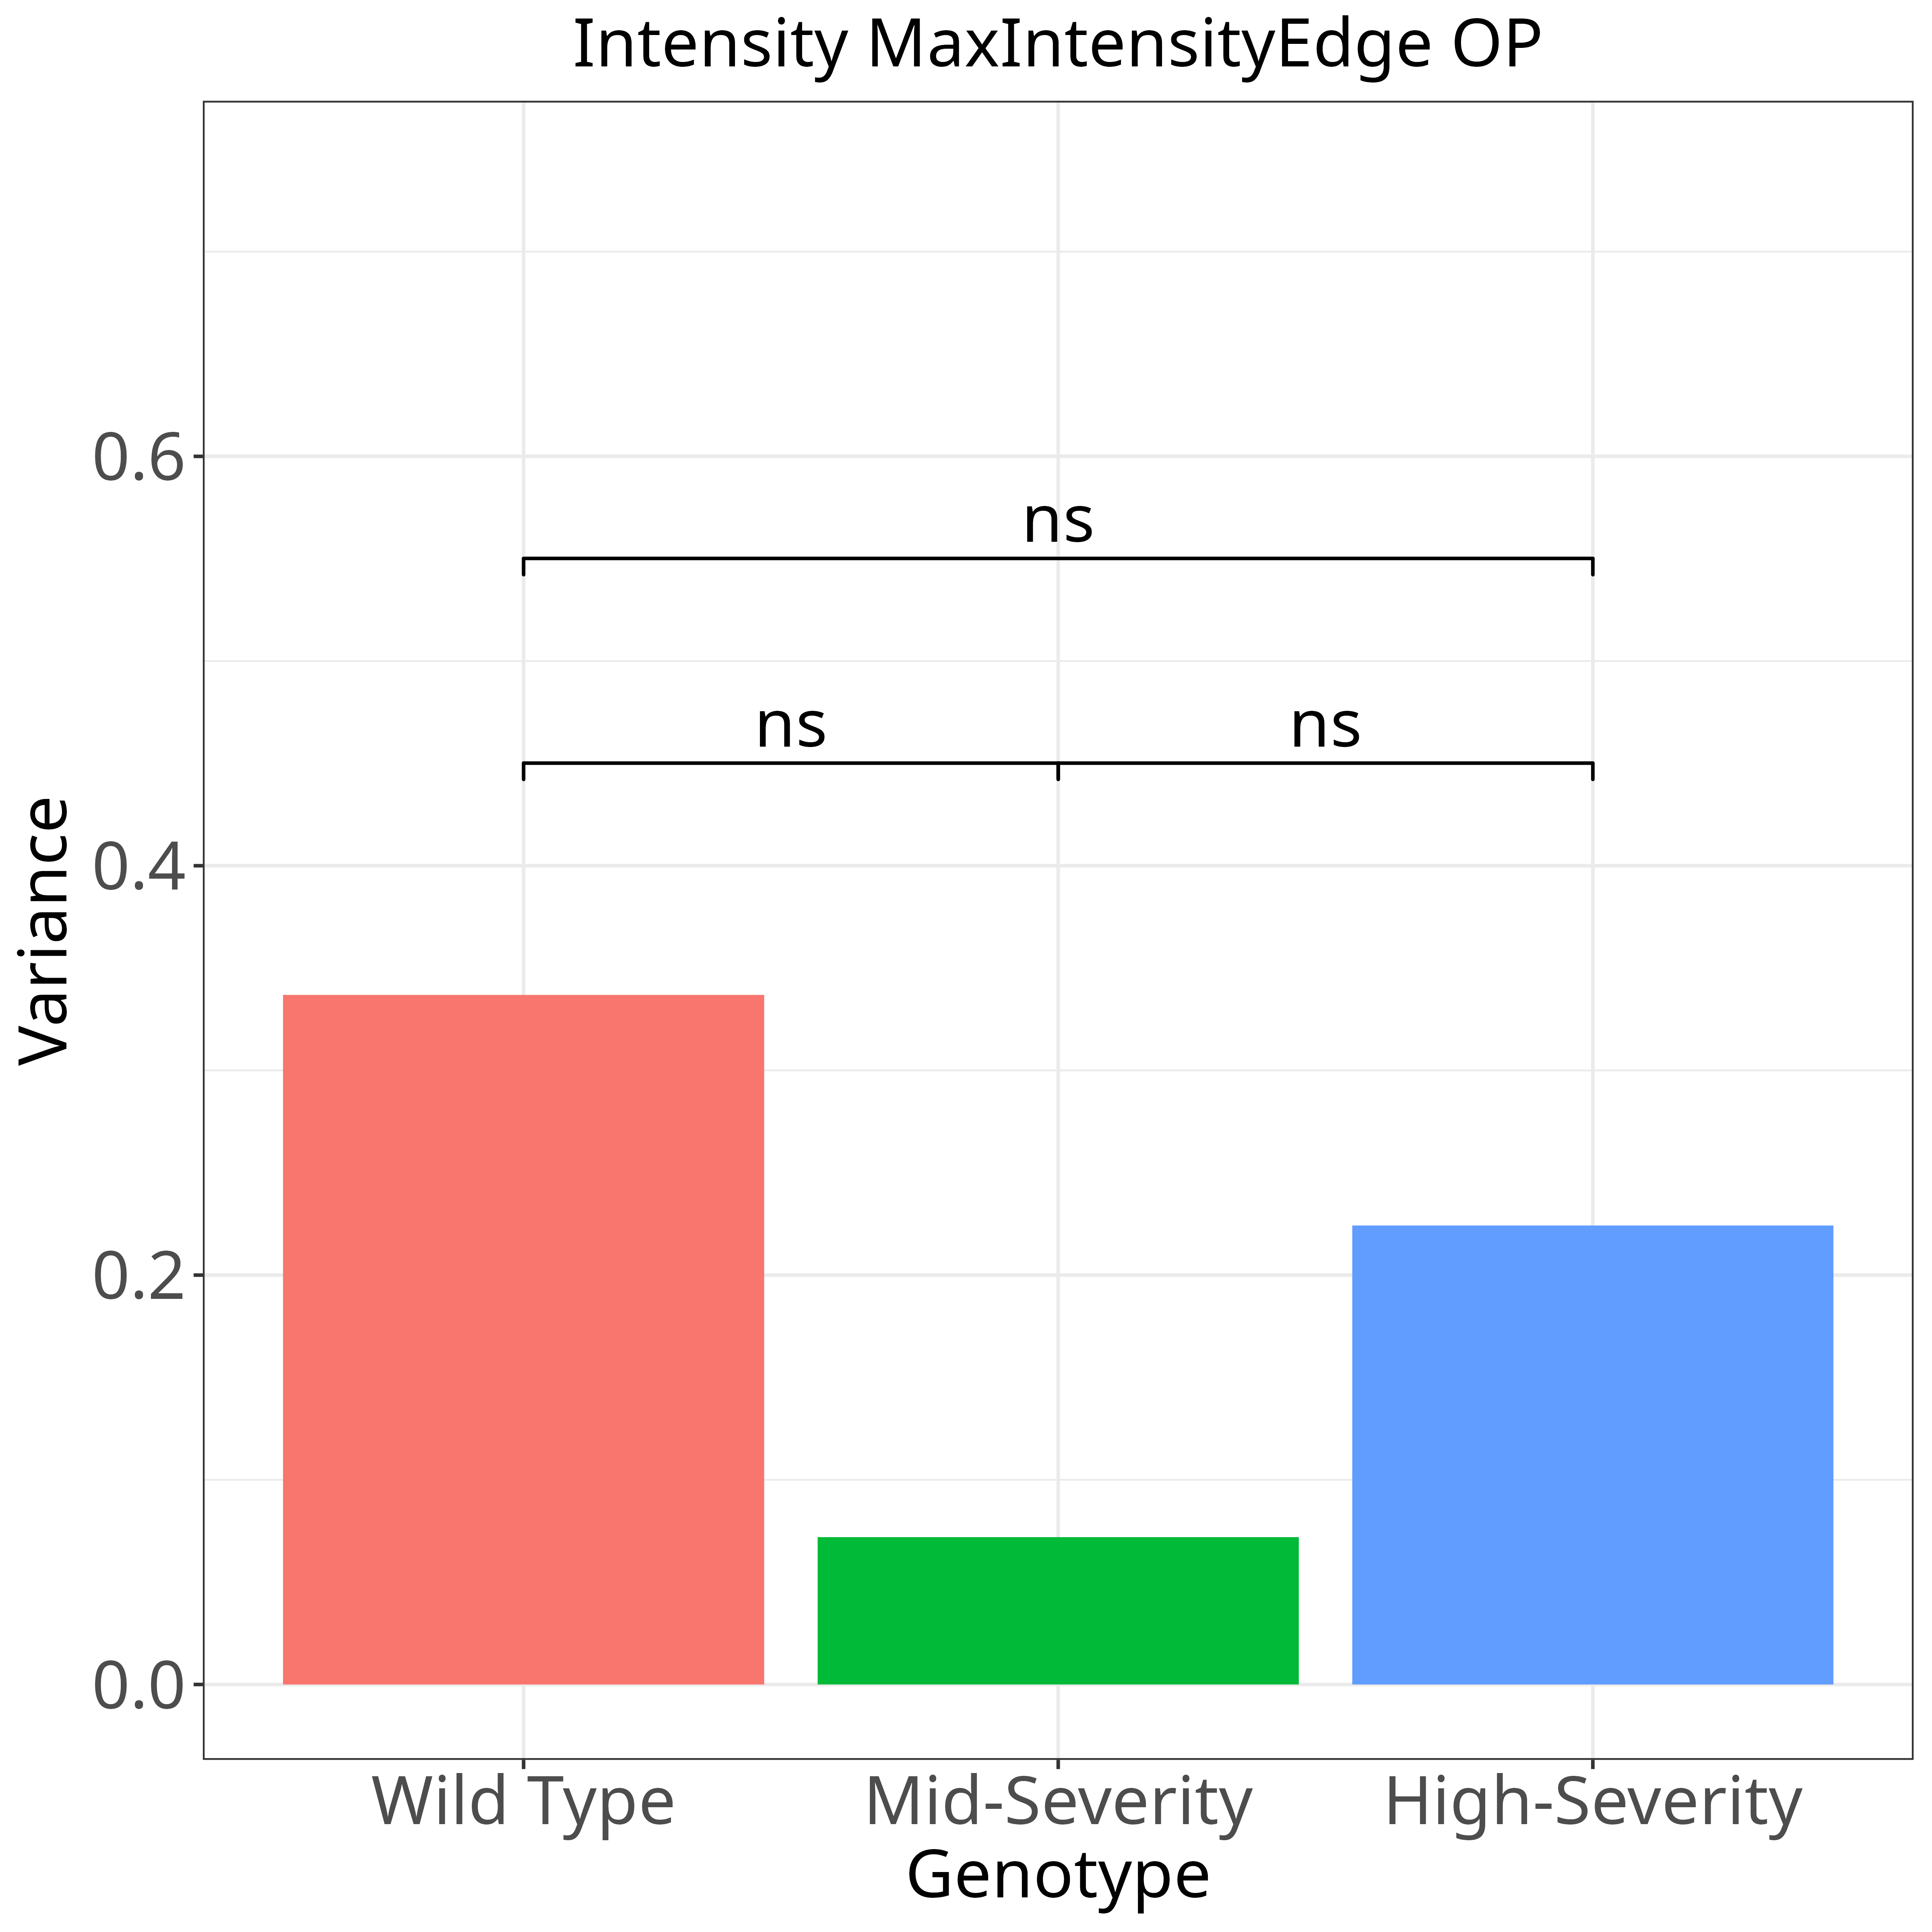 Intensity MaxIntensityEdge OP
0.6
ns
ns ns
0.4
Variance
0.2
0.0
Wild Type Mid-Severity High-Severity
Genotype